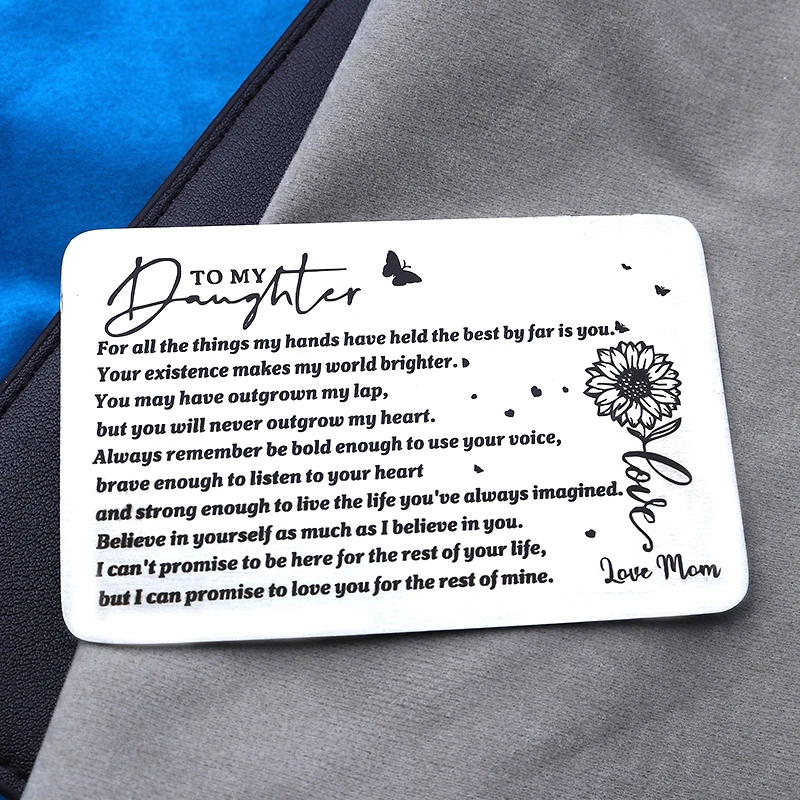 TO MY
Daughter
For all the things my hands have held the best by far is you.
Your existence makes my world brighter.
You may have outgrown my lap,
but you will never outgrow my heart.
Always remember be bold enough to use your voice,
brave enough to listen to your heart
and strong enough to live the life you've always imagined.
Believe in yourself as much as I believe in you.
I can't promise to be here for the rest of your life,
but I can promise to love you for the rest of mine.
love
Love Mom